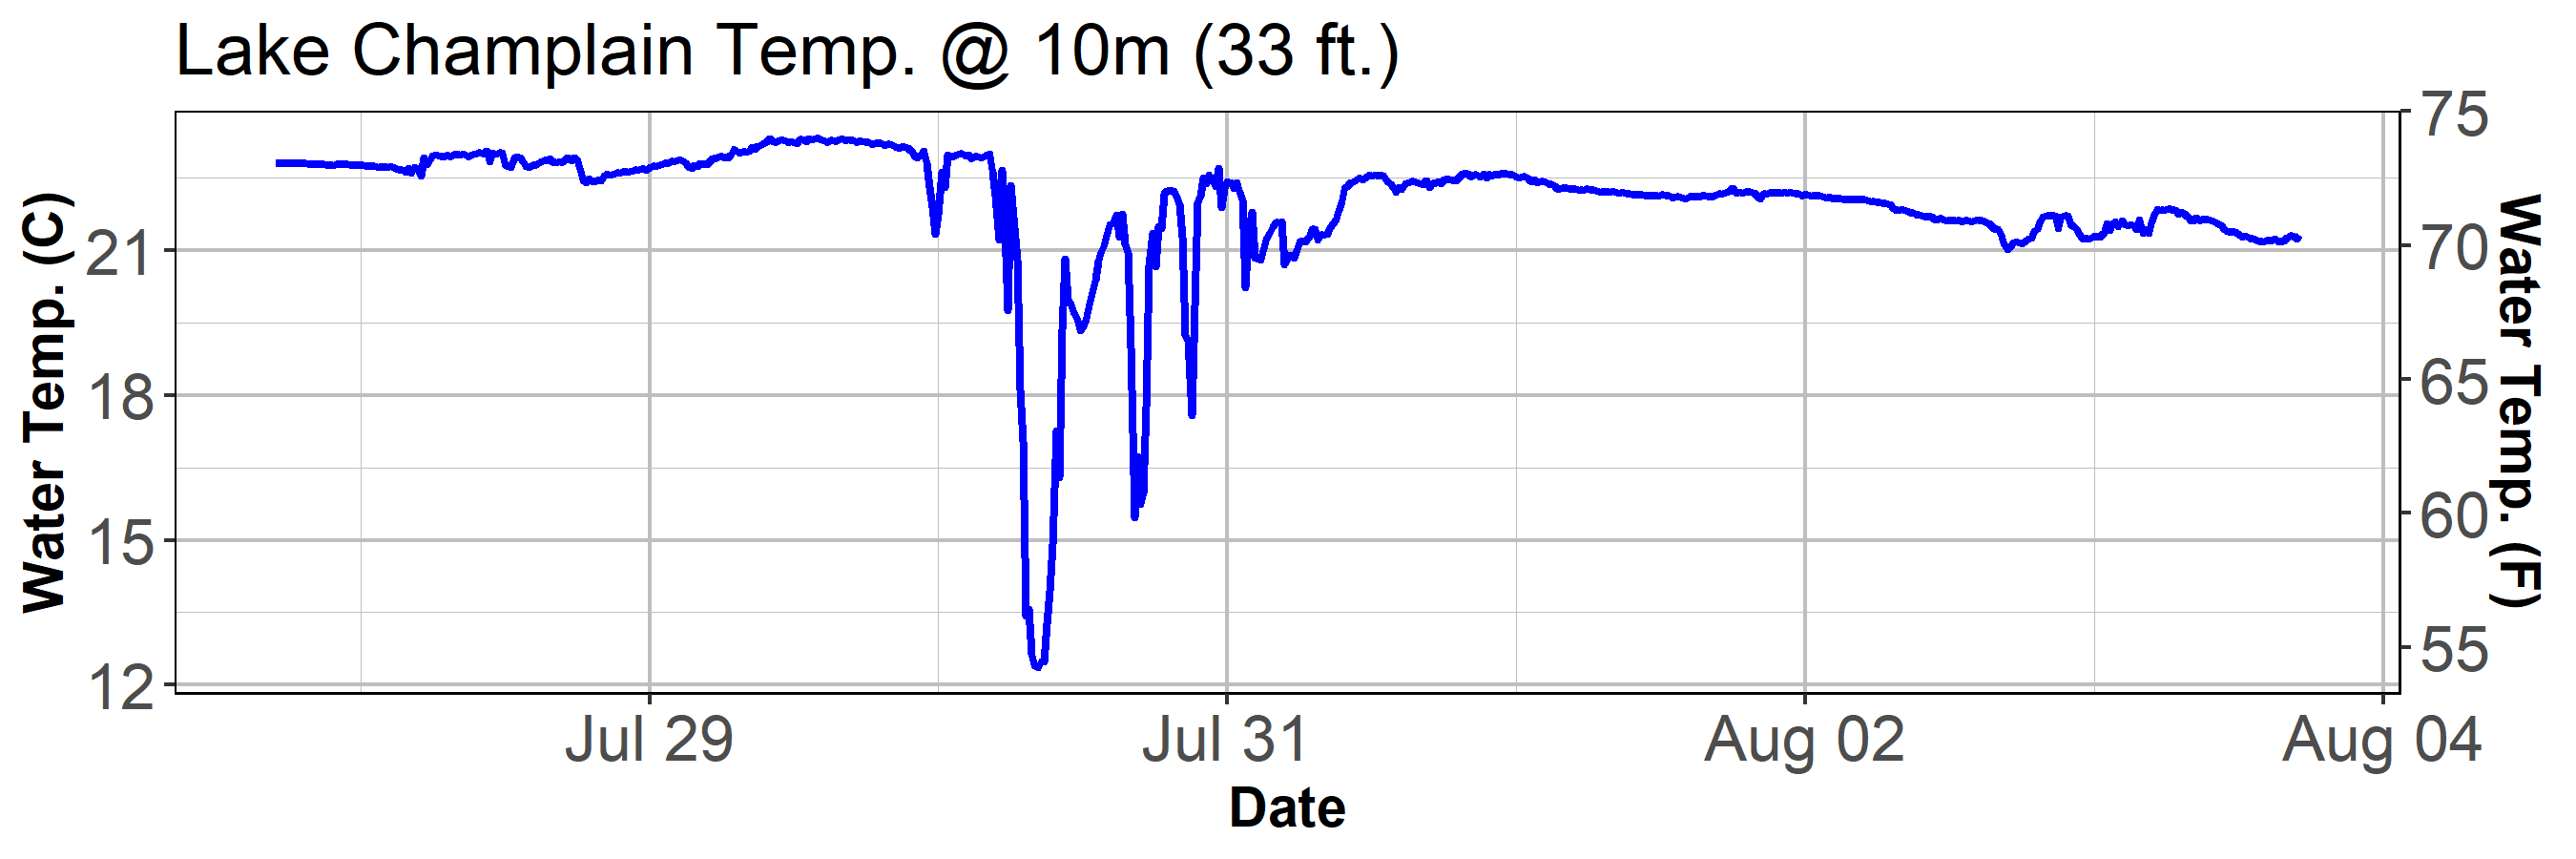 Lake Champlain Temp. @ 10m (33 ft.)
Water Temp. (C)
21
18
15
12
75
70
65
60
55
Water Temp. (F)
Jul 29
Jul 31
Aug 02
Aug 04
Date